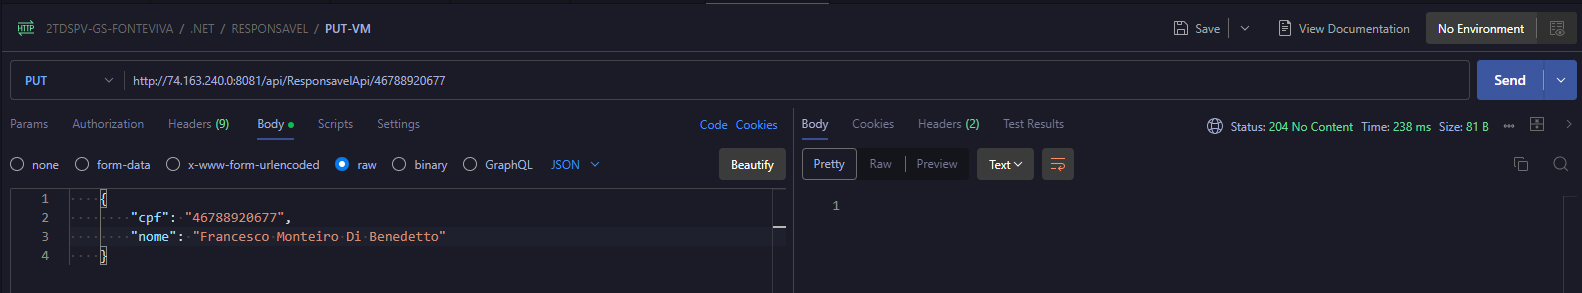 HTTP 2TDSPV-GS-FONTEVIVA / .NET / RESPONSAVEL / PUT-VM Save View Documentation No Environment
PUT http://74.163.240.0:8081/api/ResponsavelApi/46788920677 Send
Params Authorization Headers (9) Body Scripts Settings Code Cookies
none form-data x-www-form-urlencoded raw binary GraphQL JSON Beautify
1 {
2 "cpf": "46788920677",
3 "nome": "Francesco Monteiro Di Benedetto"
4 }
Body Cookies Headers (2) Test Results Status: 204 No Content Time: 238 ms Size: 81 B
Pretty Raw Preview Text
1